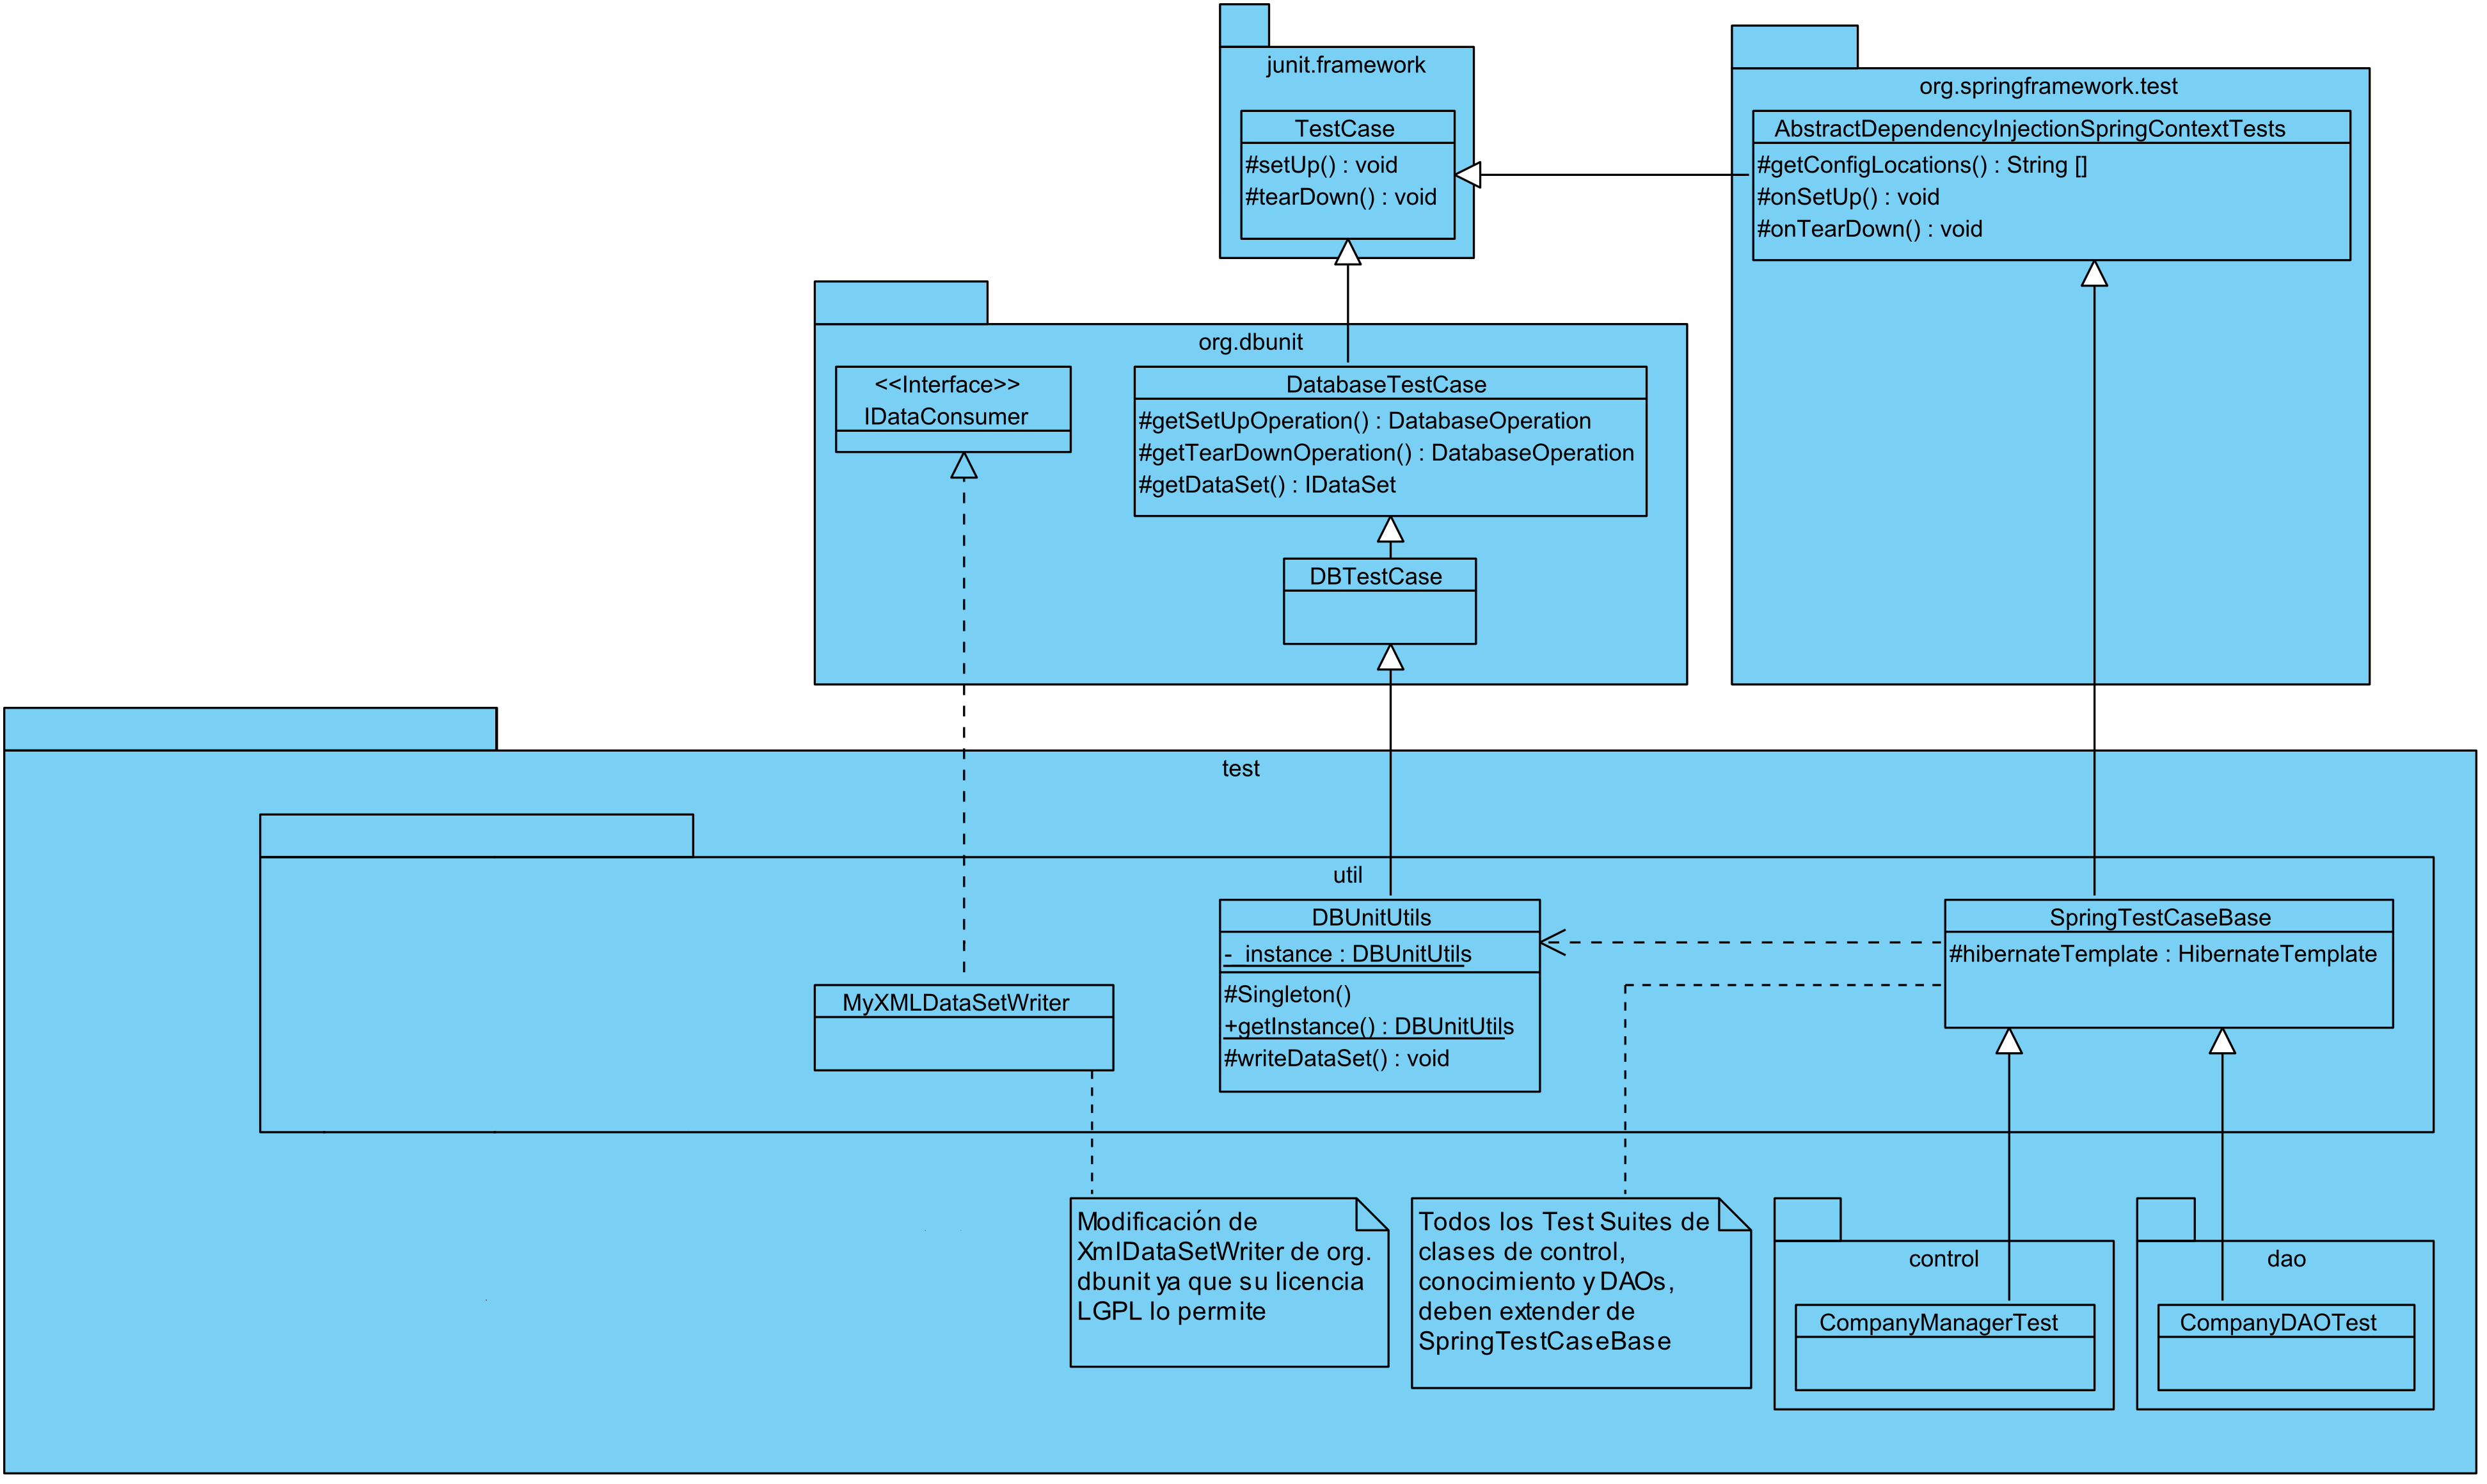 junit.framework
TestCase
#setUp() : void
#tearDown() : void
org.springframework.test
AbstractDependencyInjectionSpringContextTests
#getConfigLocations() : String []
#onSetUp() : void
#onTearDown() : void
org.dbunit
<<Interface>>
IDataConsumer
DatabaseTestCase
#getSetUpOperation() : DatabaseOperation
#getTearDownOperation() : DatabaseOperation
#getDataSet() : IDataSet
DBTestCase
test
util
MyXMLDataSetWriter
DBUnitUtils
- instance : DBUnitUtils
#Singleton()
+getInstance() : DBUnitUtils
#writeDataSet() : void
SpringTestCaseBase
#hibernateTemplate : HibernateTemplate
Modificación de
XmlDataSetWriter de org.
dbunit ya que su licencia
LGPL lo permite
Todos los Test Suites de
clases de control,
conocimiento y DAOs,
deben extender de
SpringTestCaseBase
control
CompanyManagerTest
dao
CompanyDAOTest